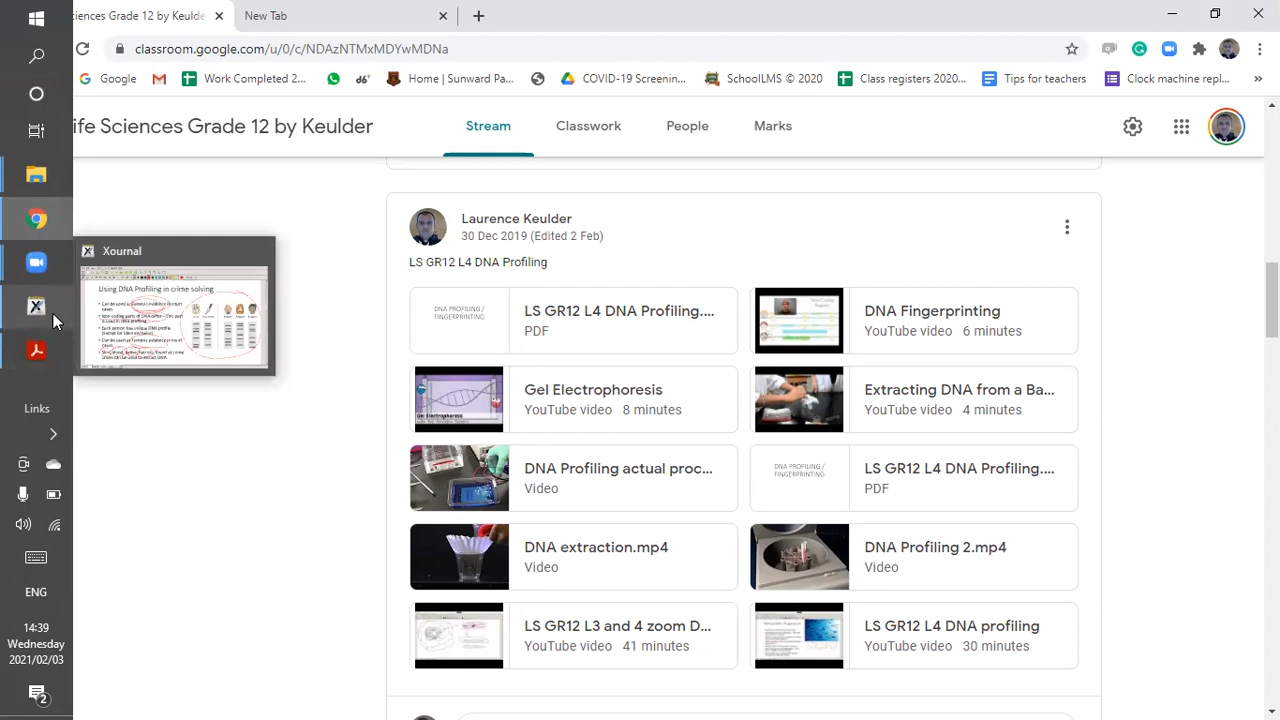 iences Grade 12 by Keulde
New Tab
classroom.google.com/u/0/c/NDAzNTMxMDYwMDNa
Google
Work Completed 2...
Home | Sunward Pa...
COVID-19 Screenin...
SchoolLMS © 2020
Class registers 2020...
Tips for teachers
Clock machine repl...
»
ife Sciences Grade 12 by Keulder
Stream
Classwork
People
Marks
Laurence Keulder
30 Dec 2019 (Edited 2 Feb)
LS GR12 L4 DNA Profiling
DNA PROFILING /
FINGERPRINTING
LS GR12 L4 DNA Profiling....
PDF
DNA Fingerprinting
YouTube video 6 minutes
Gel Electrophoresis
Gel Electrophoresis
YouTube video 8 minutes
Extracting DNA from a Ba...
YouTube video 4 minutes
DNA Profiling actual proc...
Video
DNA PROFILING /
FINGERPRINTING
LS GR12 L4 DNA Profiling....
PDF
DNA extraction.mp4
Video
DNA Profiling 2.mp4
Video
LS GR12 L3 and 4 zoom D...
YouTube video 41 minutes
LS GR12 L4 DNA profiling
YouTube video 30 minutes
Xournal
Using DNA Profiling in crime solving
Links
ENG
14:39
Wednesday
2021/02/03
2